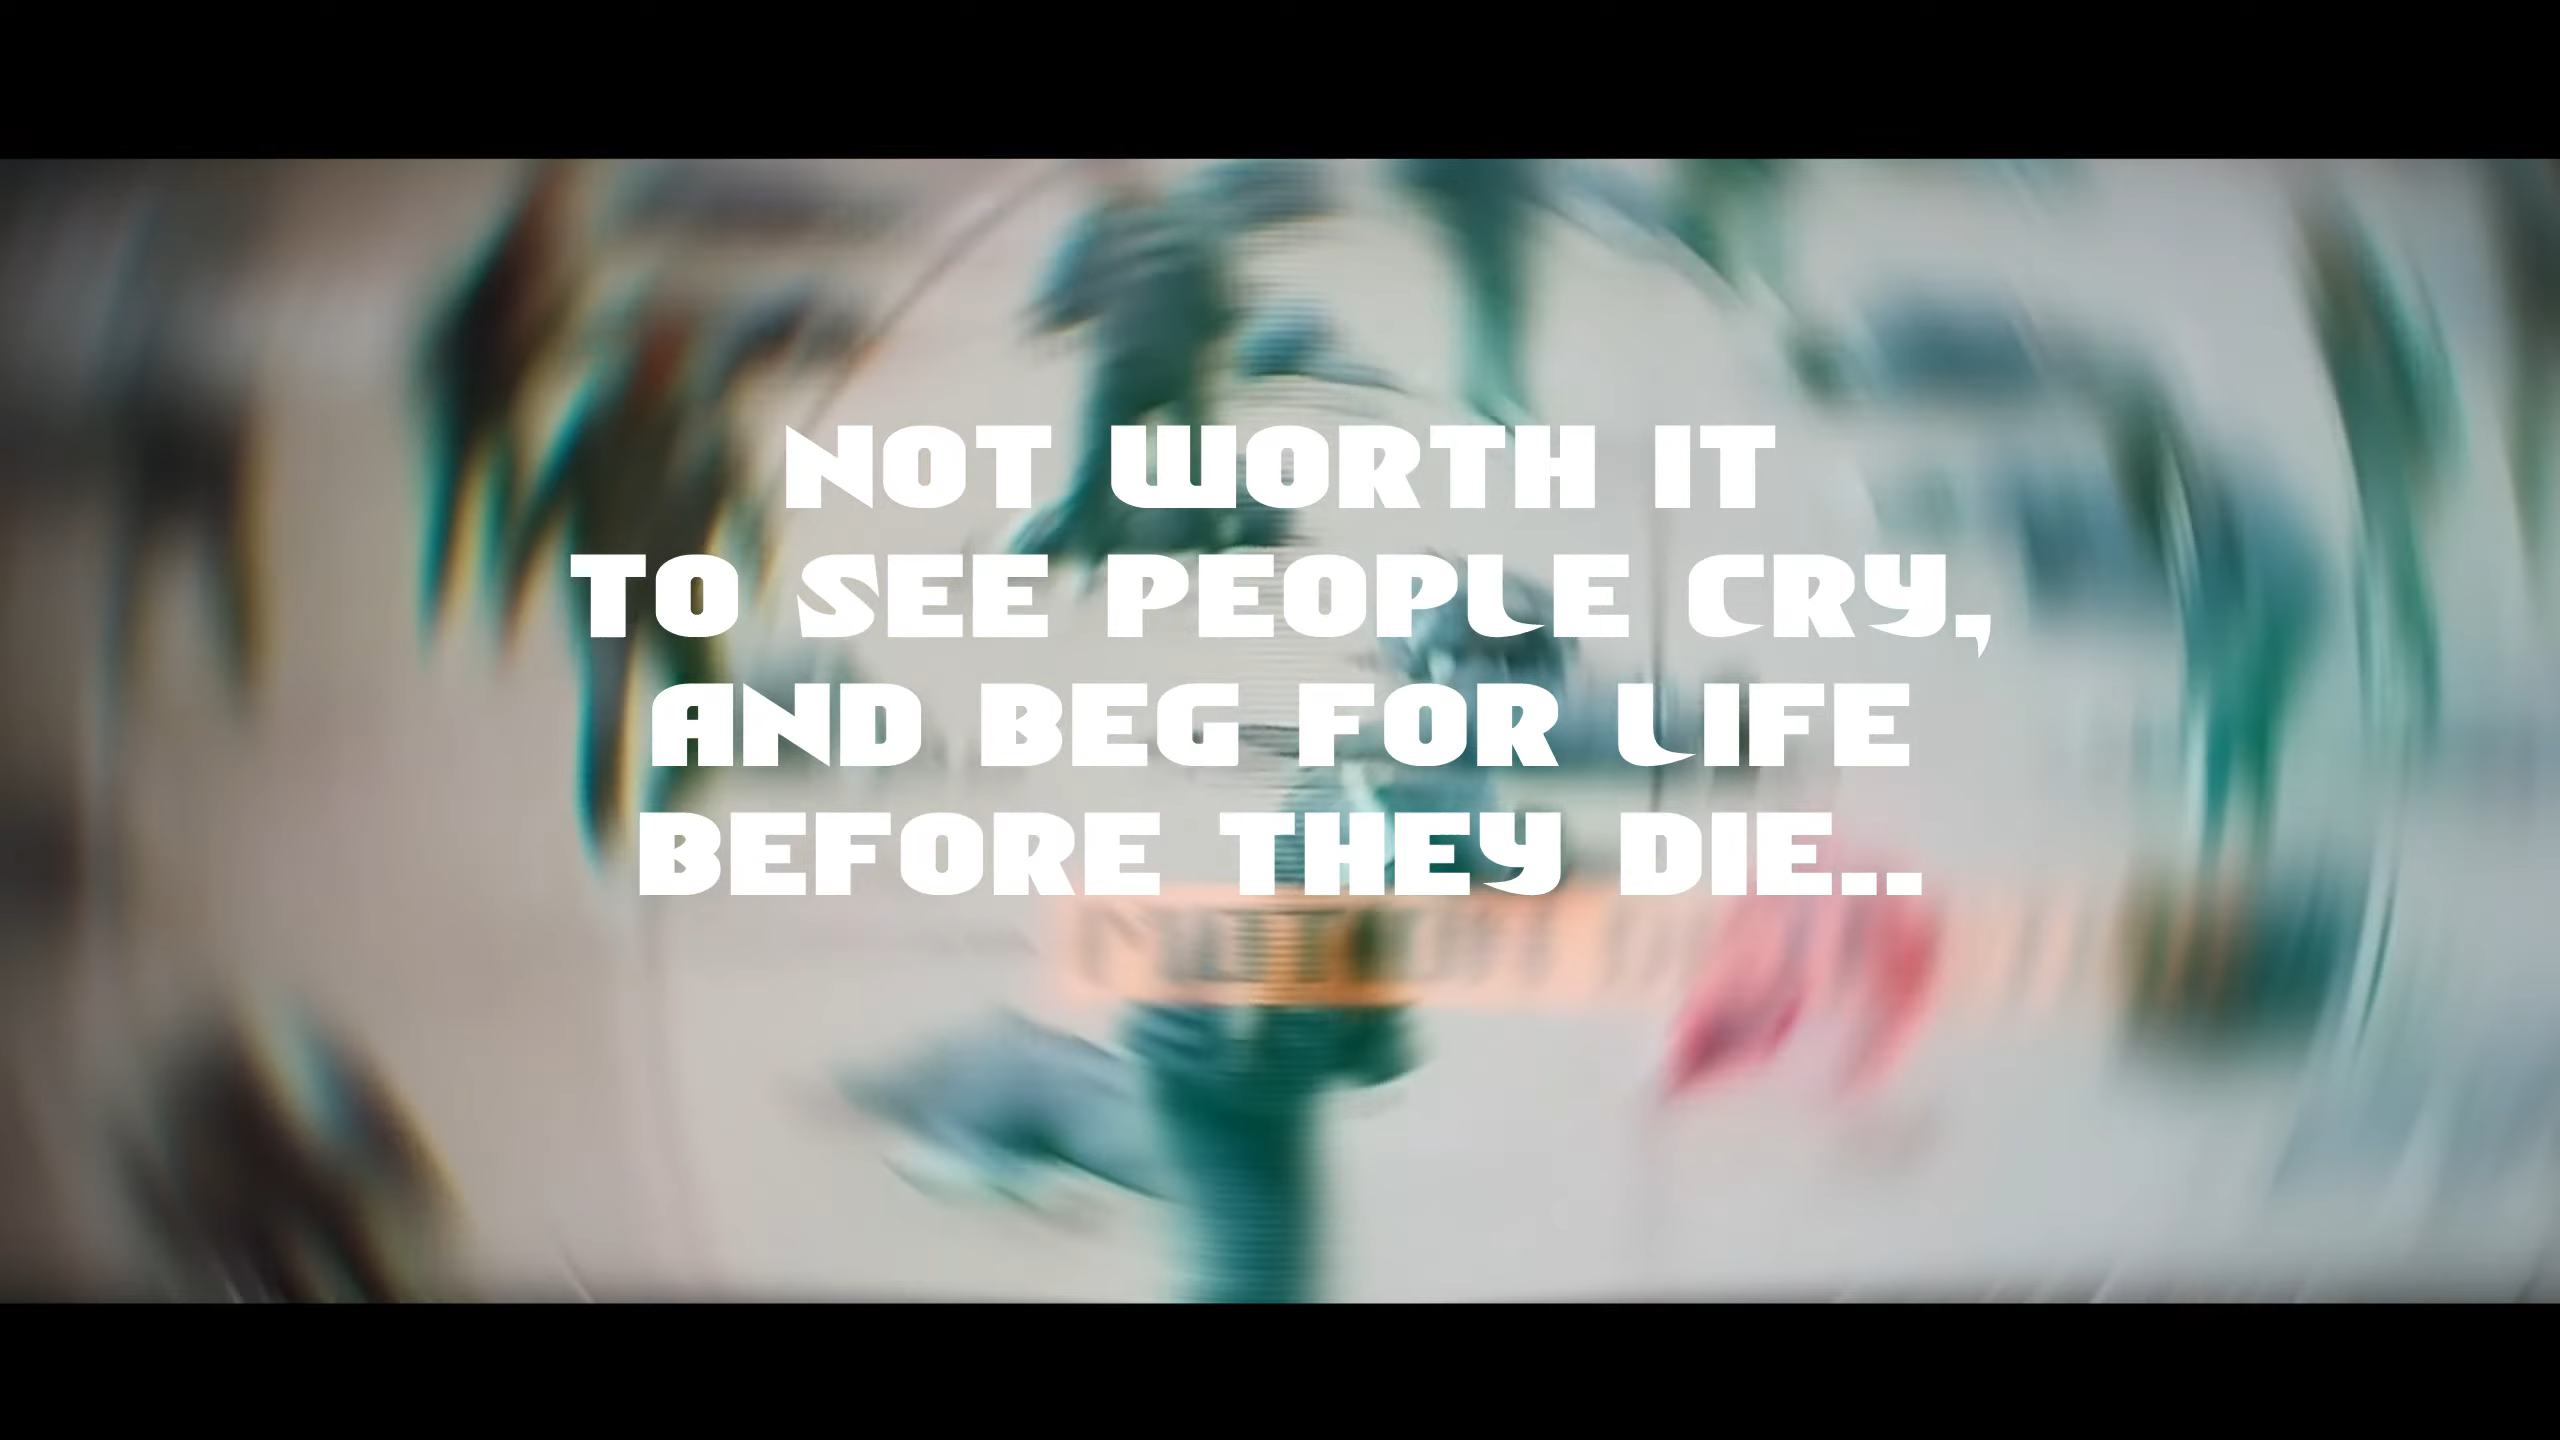 NOT WORTH IT
TO SEE PEOPLE CRY,
AND BEG FOR LIFE
BEFORE THEY DIE..